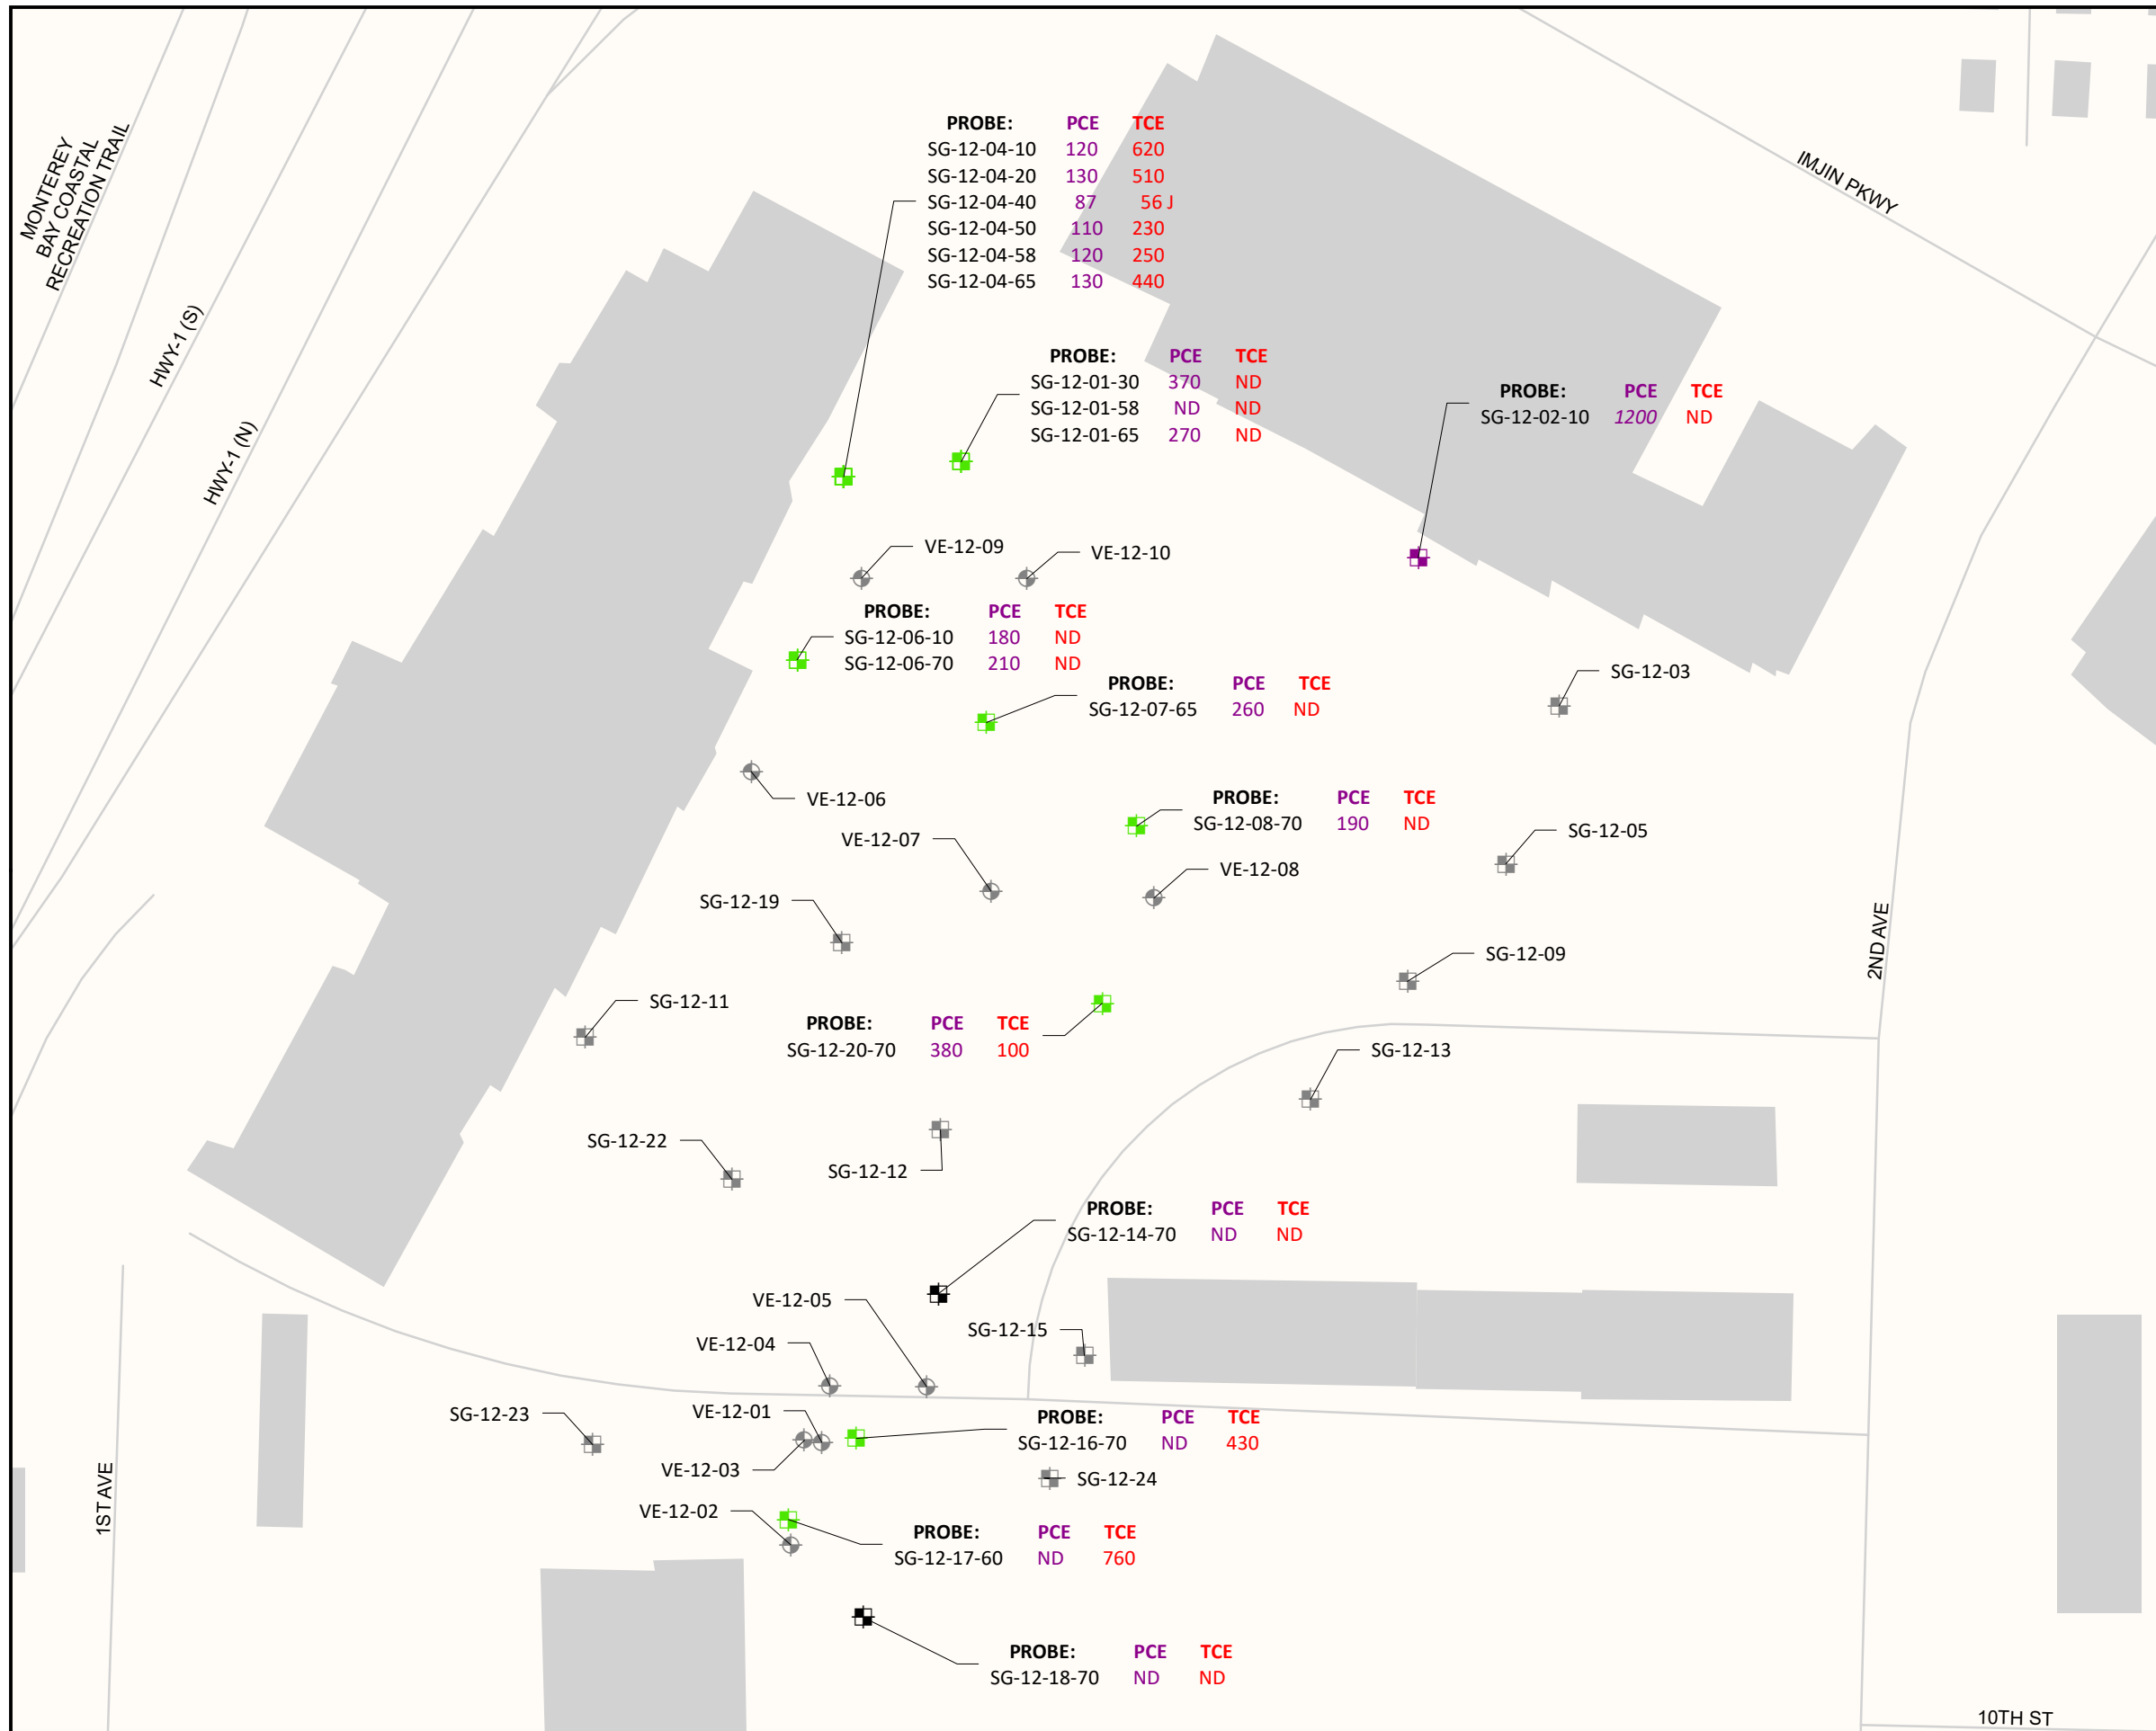 PROBE: PCE TCE
SG-12-04-10 120 620
SG-12-04-20 130 510
SG-12-04-40 87 56 J
SG-12-04-50 110 230
SG-12-04-58 120 250
SG-12-04-65 130 440
MONTEREY
BAY COASTAL
RECREATION TRAIL
IMJIN PKWY
HWY-1 (S)
HWY-1 (N)
PROBE: PCE TCE
SG-12-01-30 370 ND
SG-12-01-58 ND ND
SG-12-01-65 270 ND
PROBE: PCE TCE
SG-12-02-10 1200 ND
VE-12-09
VE-12-10
PROBE: PCE TCE
SG-12-06-10 180 ND
SG-12-06-70 210 ND
SG-12-03
PROBE: PCE TCE
SG-12-07-65 260 ND
VE-12-06
PROBE: PCE TCE
SG-12-08-70 190 ND
VE-12-07
SG-12-05
VE-12-08
SG-12-19
2ND AVE
SG-12-09
SG-12-11
PROBE: PCE TCE
SG-12-20-70 380 100
SG-12-13
SG-12-22
SG-12-12
PROBE: PCE TCE
SG-12-14-70 ND ND
VE-12-05
SG-12-15
VE-12-04
SG-12-23
VE-12-01
PROBE: PCE TCE
SG-12-16-70 ND 430
VE-12-03
SG-12-24
1ST AVE
VE-12-02
PROBE: PCE TCE
SG-12-17-60 ND 760
PROBE: PCE TCE
SG-12-18-70 ND ND
10TH ST